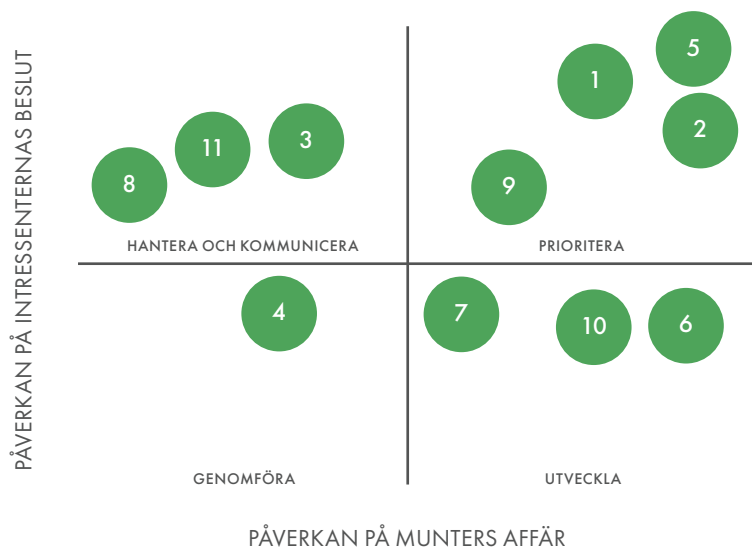 PÅVERKAN PÅ INTRESSENTERNAS BESLUT
5
1
2
3
11
8
9
HANTERA OCH KOMMUNICERA
PRIORITERA
4
7
10
6
GENOMFÖRA
UTVECKLA
PÅVERKAN PÅ MUNTERS AFFÄR